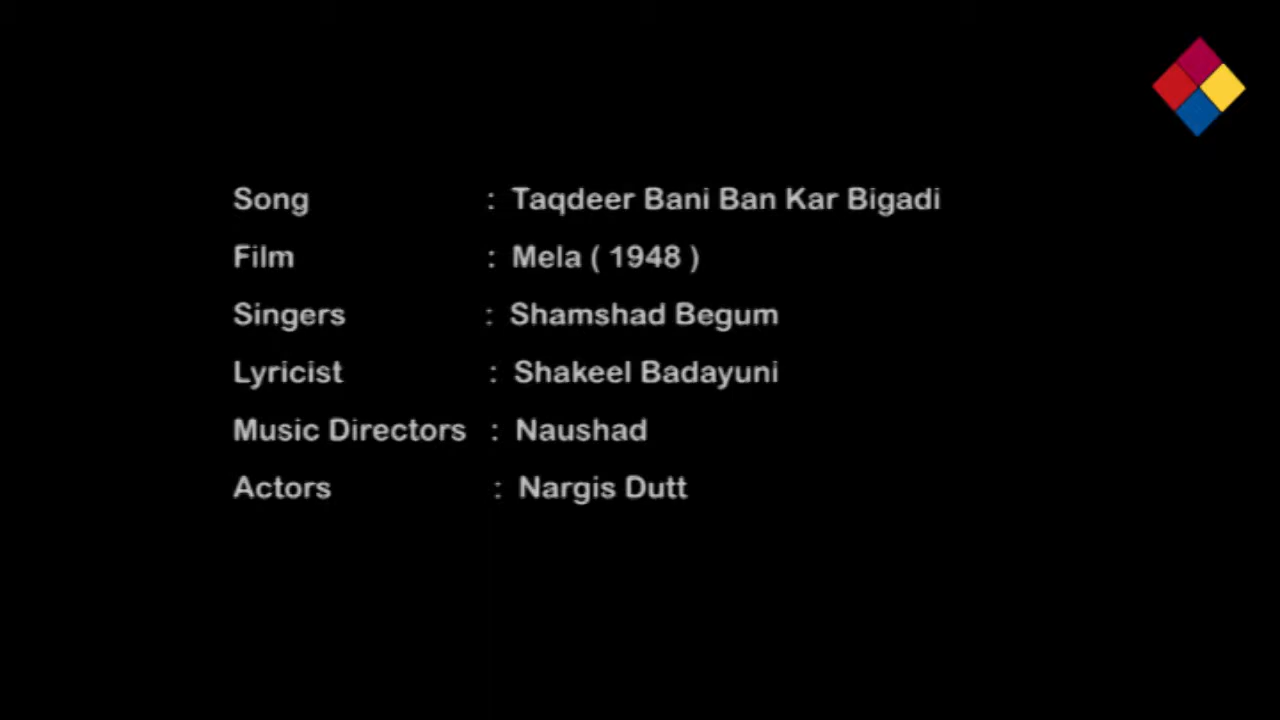 Song : Taqdeer Bani Ban Kar Bigadi
Film : Mela ( 1948 )
Singers : Shamshad Begum
Lyricist : Shakeel Badayuni
Music Directors : Naushad
Actors : Nargis Dutt